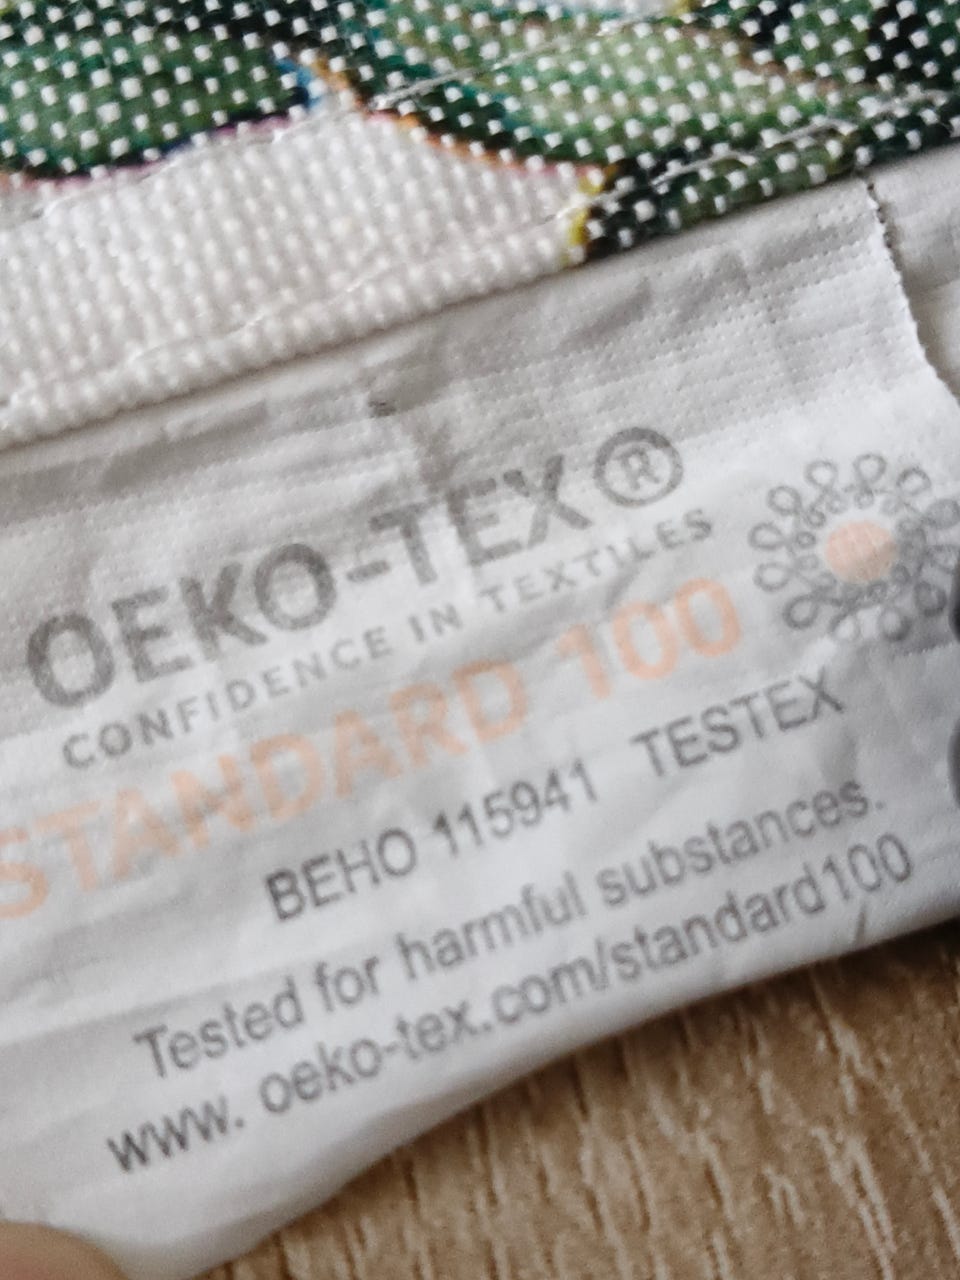 OEKO-TEX®
CONFIDENCE IN TEXTILES
STANDARD 100
BEHO 115941 TESTEX
Tested for harmful substances.
www. oeko-tex.com/standard100